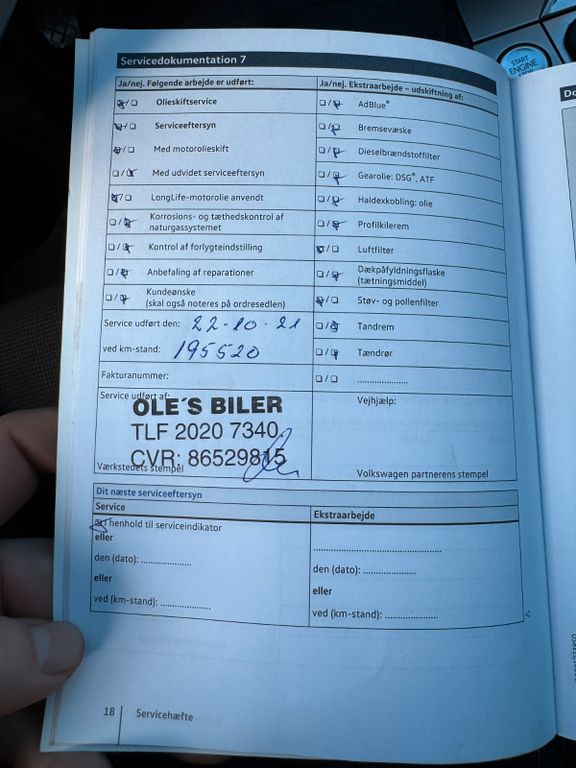 START
ENGINE
Servicedokumentation 7
Ja/nej. Følgende arbejde er udført:
Olieskiftservice
Serviceeftersyn
Med motorolieskift
Med udvidet serviceeftersyn
LongLife-motorolie anvendt
Korrosions- og tæthedskontrol af
naturgassystemet
Kontrol af forlygteindstilling
Anbefaling af reparationer
Kundeønske
(skal også noteres på ordresedlen)
Service udført den: 22-10-21
ved km-stand: 195520
Fakturanummer:
Service udført af:
OLE´S BILER
TLF 2020 7340
CVR: 86529815
Værkstedets stempel
Ja/nej. Ekstraarbejde – udskiftning af:
AdBlue®
Bremsevæske
Dieselbrændstoffilter
Gearolie: DSG®, ATF
Haldexkobling: olie
Profilkilerem
Luftfilter
Dækpåfyldningsflaske
(tætningsmiddel)
Støv- og pollenfilter
Tandrem
Tændrør
....................
Vejhjælp:
Volkswagen partnerens stempel
Dit næste serviceeftersyn
Service
I henhold til serviceindikator
eller
den (dato): ....................
eller
ved (km-stand): ....................
Ekstraarbejde
....................
den (dato): ....................
eller
ved (km-stand): ....................
18 Servicehæfte
Do